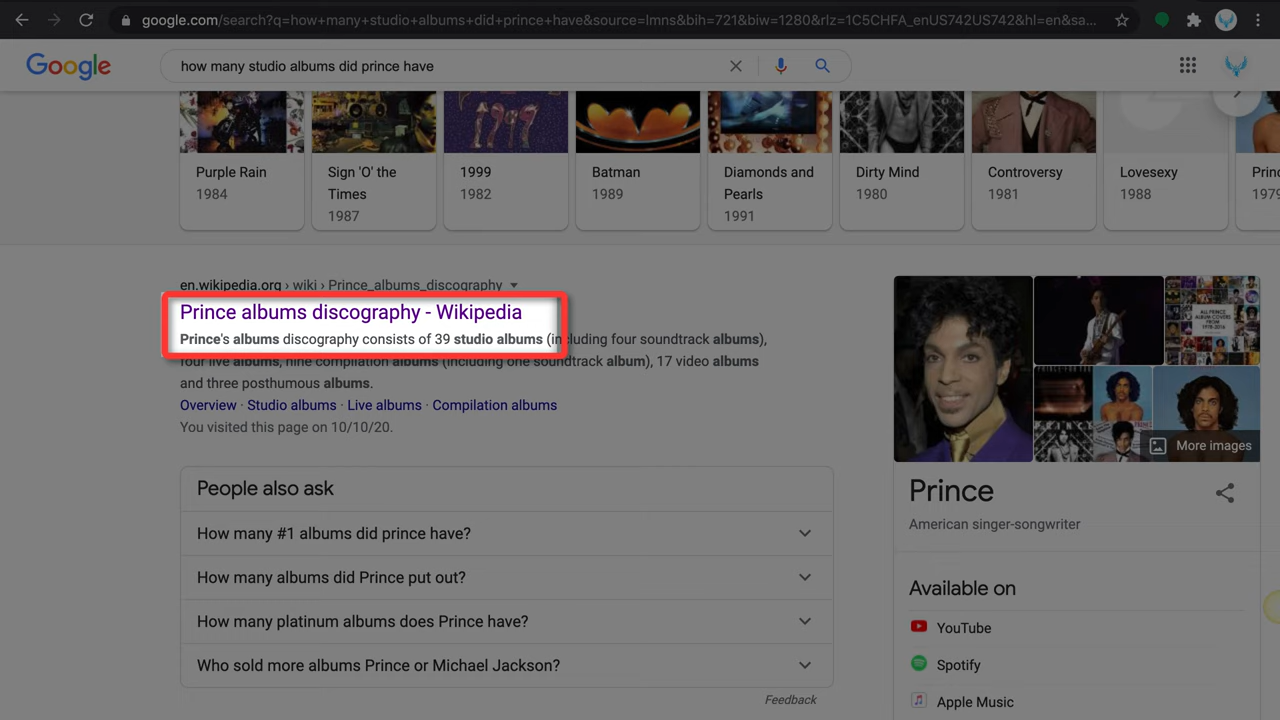 google.com/search?q=how+many+studio+albums+did+prince+have&source=lmns&bih=721&biw=1280&rlz=1C5CHFA_enUS742US742&hl=en&sa...
Google
how many studio albums did prince have
Purple Rain
1984
Sign 'O' the
Times
1987
1999
1982
Batman
1989
Diamonds and
Pearls
1991
Dirty Mind
1980
Controversy
1981
Lovesexy
1988
Princ
1979
en.wikipedia.org › wiki › Prince_albums_discography
Prince albums discography - Wikipedia
Prince's albums discography consists of 39 studio albums (including four soundtrack albums),
four live albums, nine compilation albums (including one soundtrack album), 17 video albums
and three posthumous albums.
Overview · Studio albums · Live albums · Compilation albums
You visited this page on 10/10/20.
People also ask
How many #1 albums did prince have?
How many albums did Prince put out?
How many platinum albums does Prince have?
Who sold more albums Prince or Michael Jackson?
Feedback
More images
Prince
American singer-songwriter
Available on
YouTube
Spotify
Apple Music